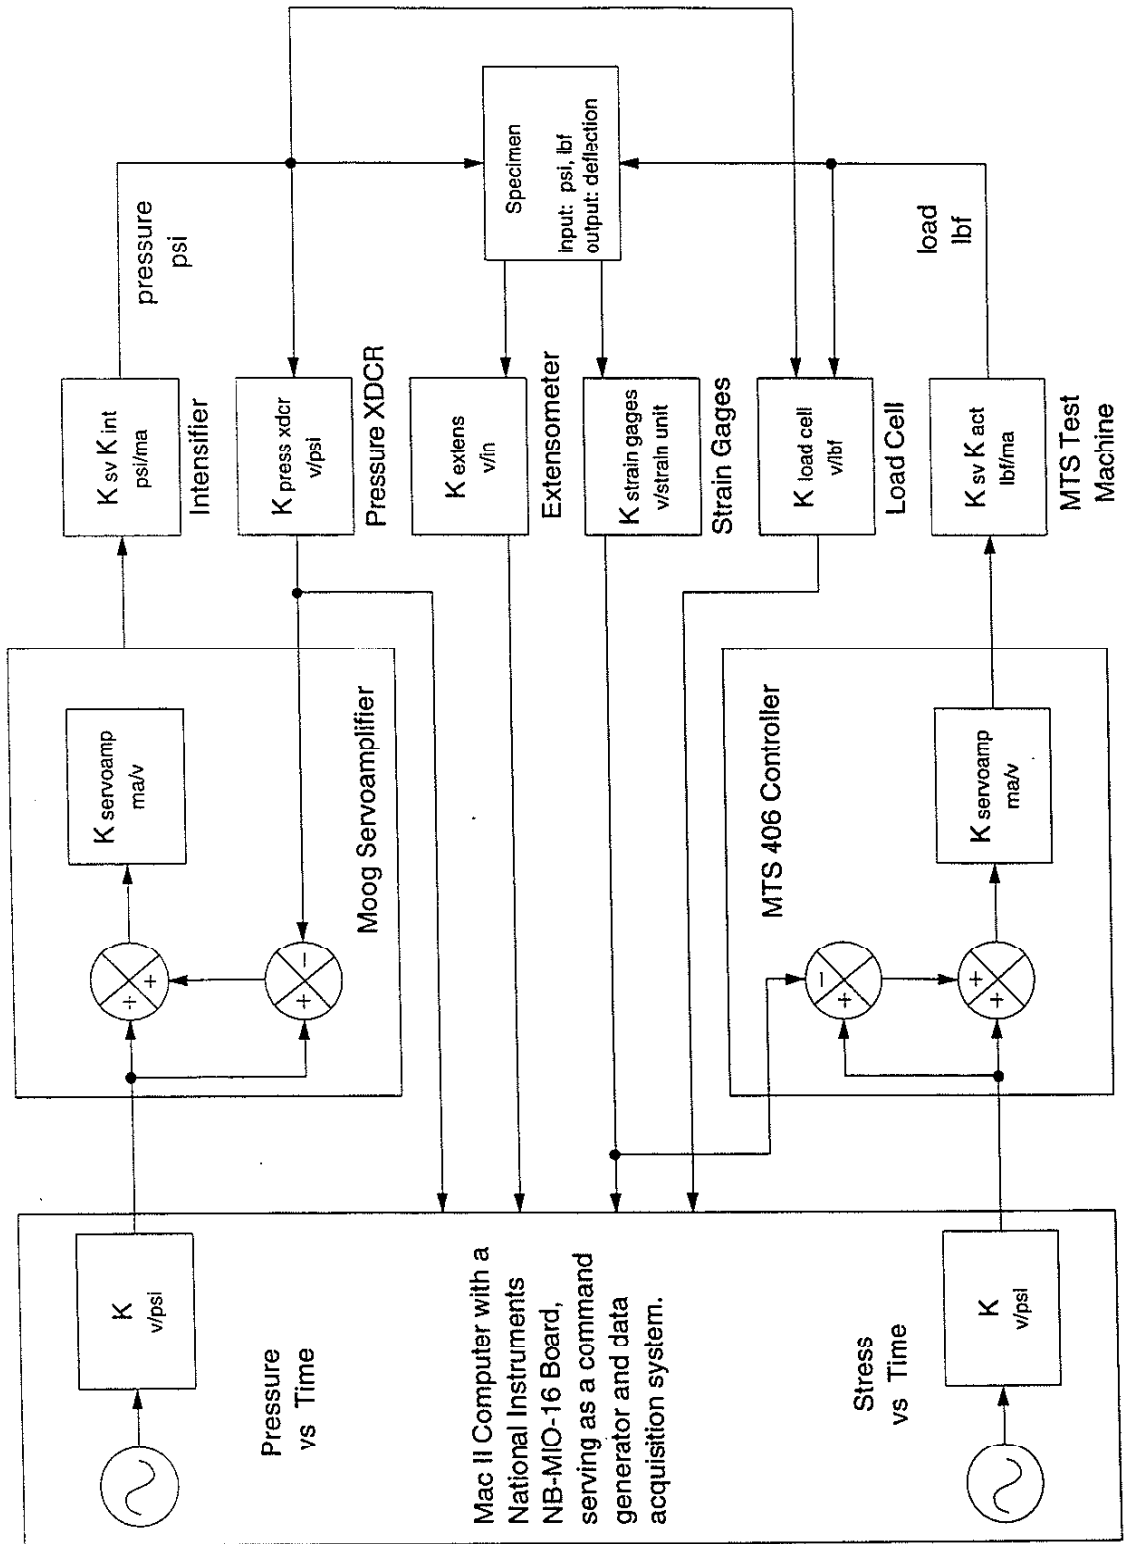 K
v/psi
Pressure
vs Time
Mac II Computer with a
National Instruments
NB-MIO-16 Board,
serving as a command
generator and data
acquisition system.
Stress
vs Time
K
v/psi
+
+
+
-
K servoamp
ma/v
Moog Servoamplifier
-
+
+
+
K servoamp
ma/v
MTS 406 Controller
K sv K int
psi/ma
Intensifier
K press xdcr
v/psi
Pressure XDCR
K extens
v/in
Extensometer
K strain gages
v/strain unit
Strain Gages
K load cell
v/lbf
Load Cell
K sv K act
lbf/ma
MTS Test
Machine
pressure
psi
Specimen
input: psi, lbf
output: deflection
load
lbf